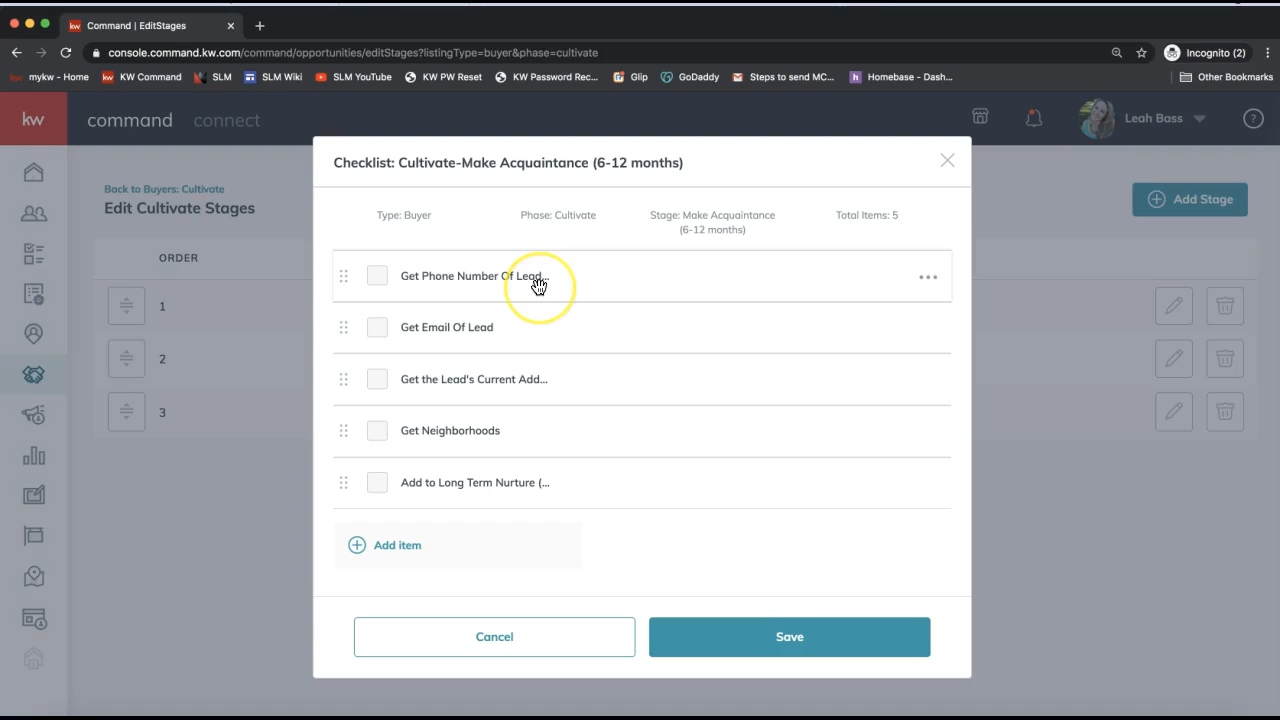 Command | EditStages
console.command.kw.com/command/opportunities/editStages?listingType=buyer&phase=cultivate
Incognito (2)
mykw - Home
KW Command
SLM
SLM Wiki
SLM YouTube
KW PW Reset
KW Password Rec...
Glip
GoDaddy
Steps to send MC...
Homebase - Dash...
Other Bookmarks
kw
command
connect
Leah Bass
Back to Buyers: Cultivate
Edit Cultivate Stages
Add Stage
ORDER
1
2
3
Checklist: Cultivate-Make Acquaintance (6-12 months)
Type: Buyer
Phase: Cultivate
Stage: Make Acquaintance
(6-12 months)
Total Items: 5
Get Phone Number Of Lead...
Get Email Of Lead
Get the Lead's Current Add...
Get Neighborhoods
Add to Long Term Nurture (...
Add item
Cancel
Save